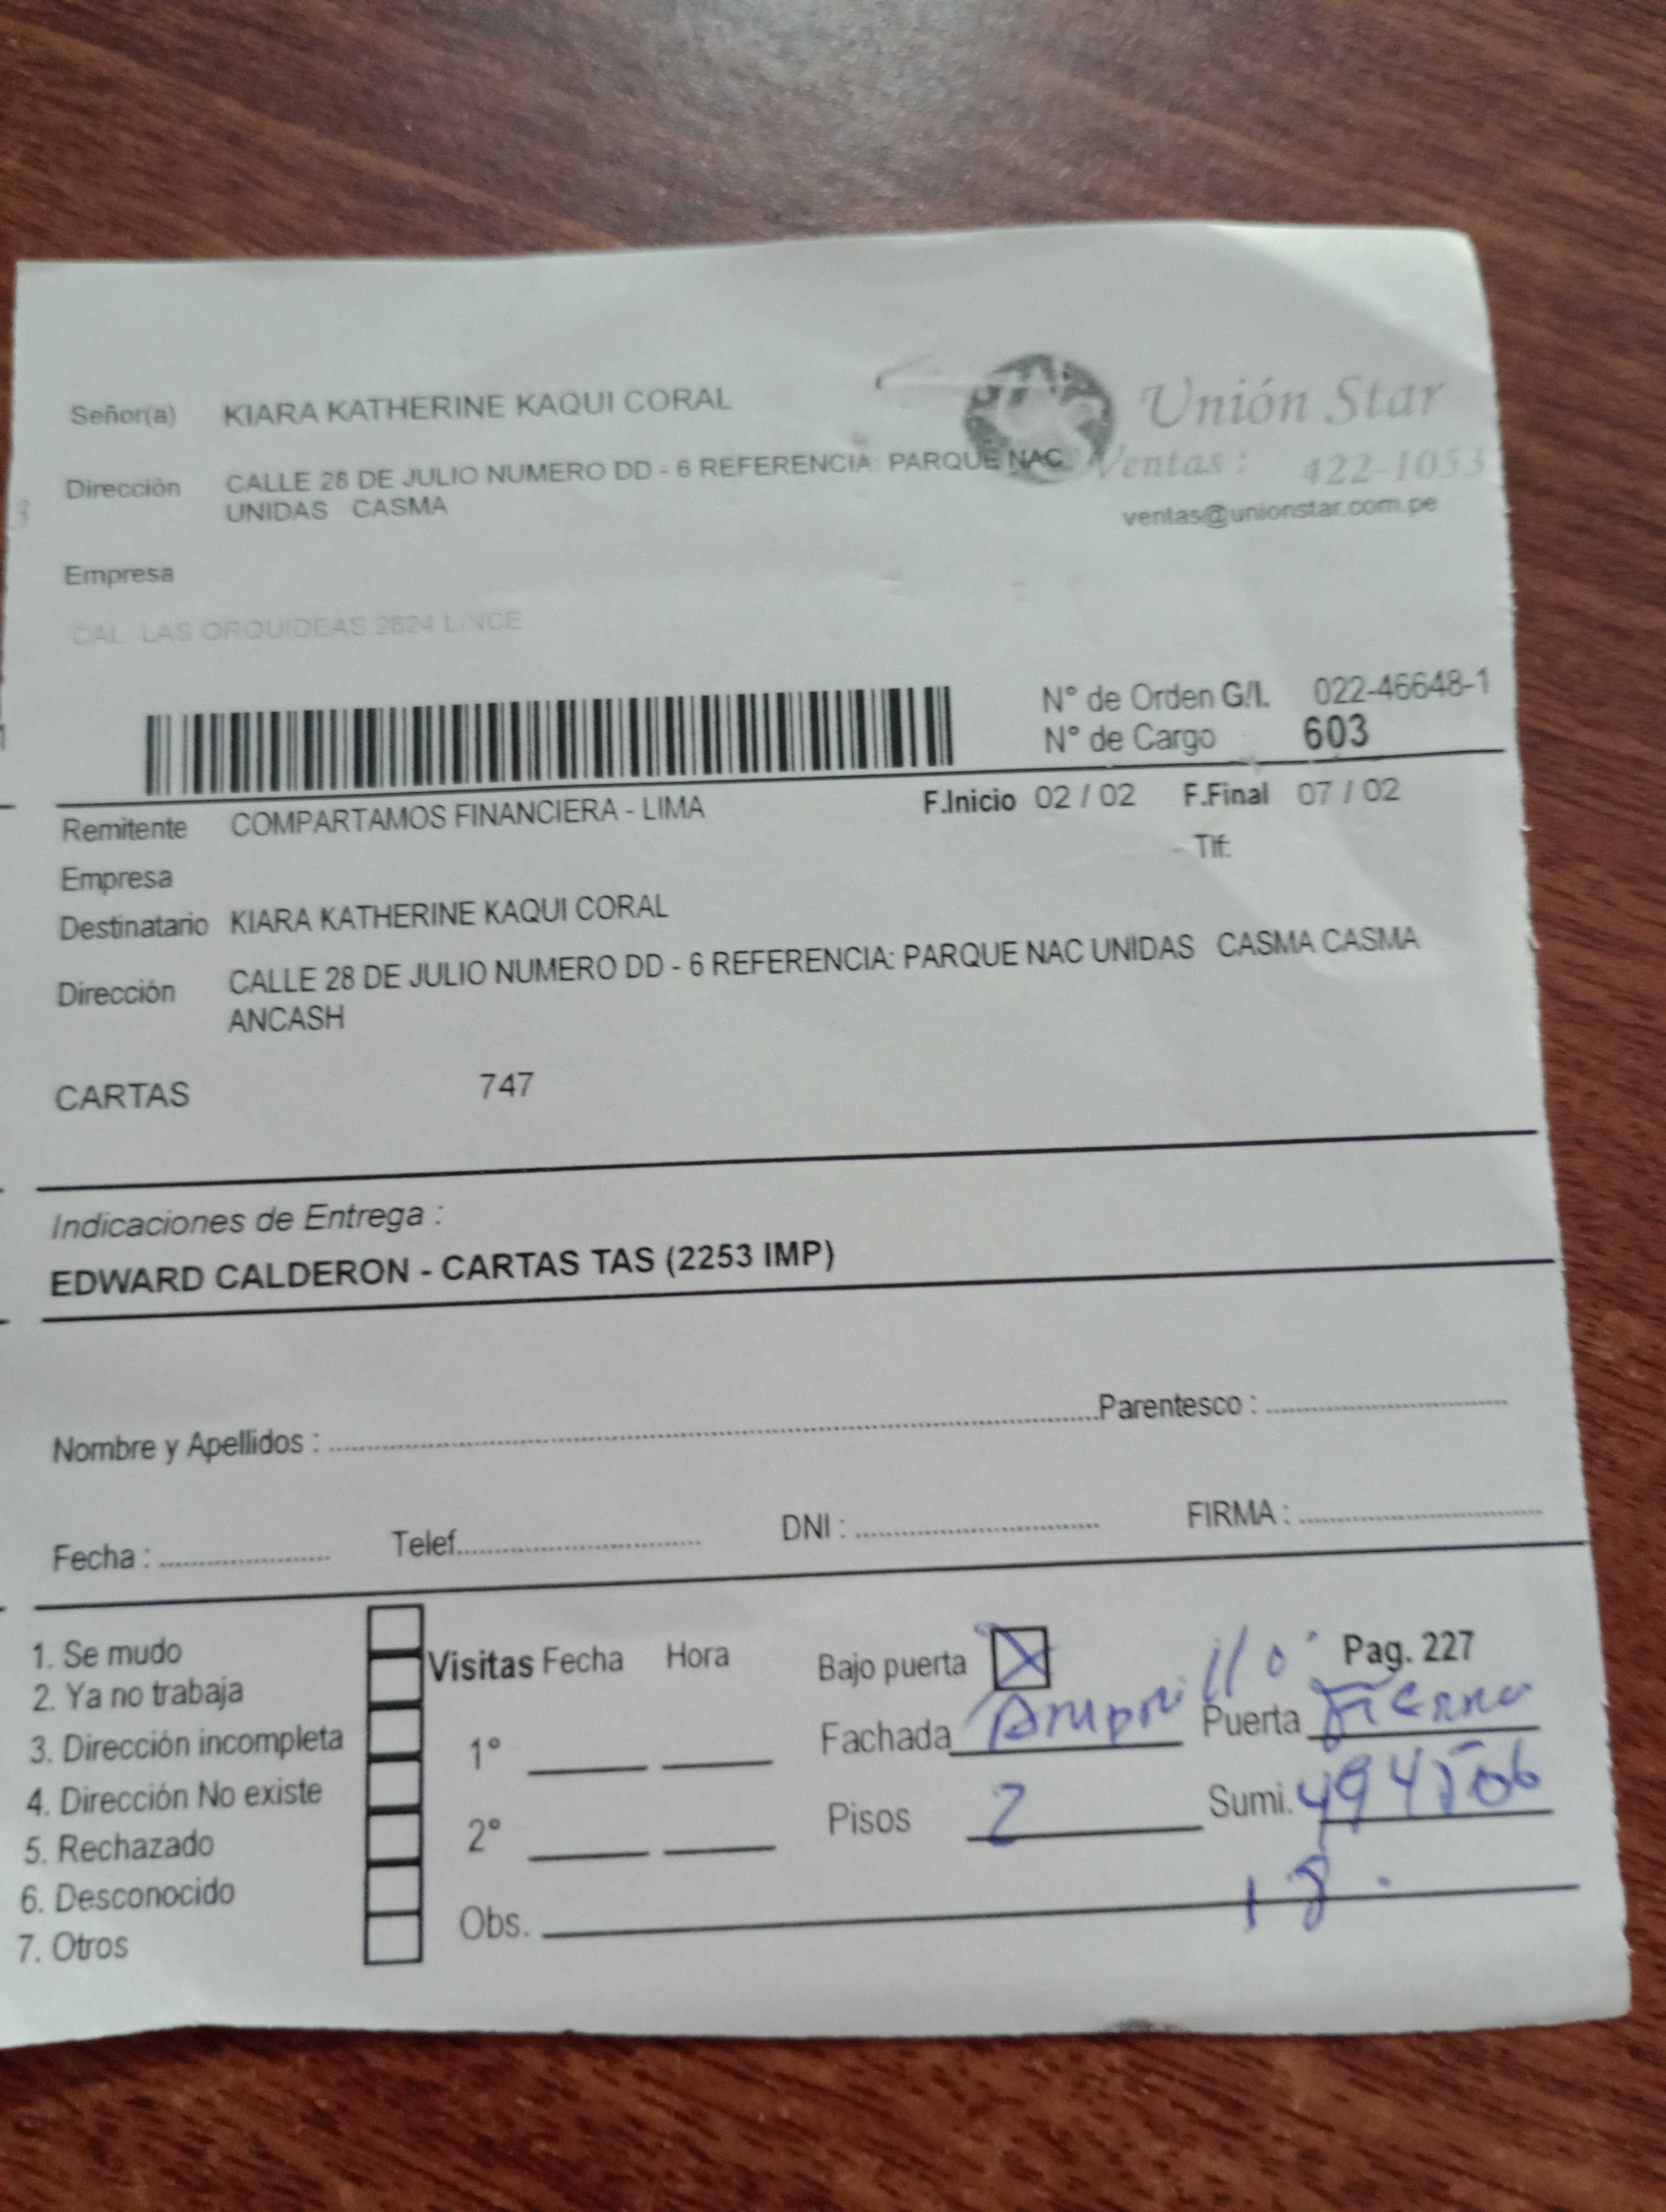 Señor(a) KIARA KATHERINE KAQUI CORAL
Unión Star
Dirección CALLE 28 DE JULIO NUMERO DD - 6 REFERENCIA: PARQUE NAC
Ventas : 422-1053
UNIDAS CASMA
ventas@unionstar.com.pe
Empresa
CAL. LAS ORQUIDEAS 2624 LINCE
N° de Orden G/I. 022-46648-1
N° de Cargo 603
Remitente COMPARTAMOS FINANCIERA - LIMA F.Inicio 02 / 02 F.Final 07 / 02
Tlf:
Empresa
Destinatario KIARA KATHERINE KAQUI CORAL
Dirección CALLE 28 DE JULIO NUMERO DD - 6 REFERENCIA: PARQUE NAC UNIDAS CASMA CASMA
ANCASH
CARTAS 747
Indicaciones de Entrega :
EDWARD CALDERON - CARTAS TAS (2253 IMP)
Nombre y Apellidos : Parentesco :
Fecha : Telef. DNI : FIRMA :
1. Se mudo
2. Ya no trabaja
3. Dirección incompleta
4. Dirección No existe
5. Rechazado
6. Desconocido
7. Otros
Visitas Fecha Hora
1°
2°
Obs.
Bajo puerta X Pag. 227
Fachada Puerta
Pisos 2 Sumi. 494506
18.